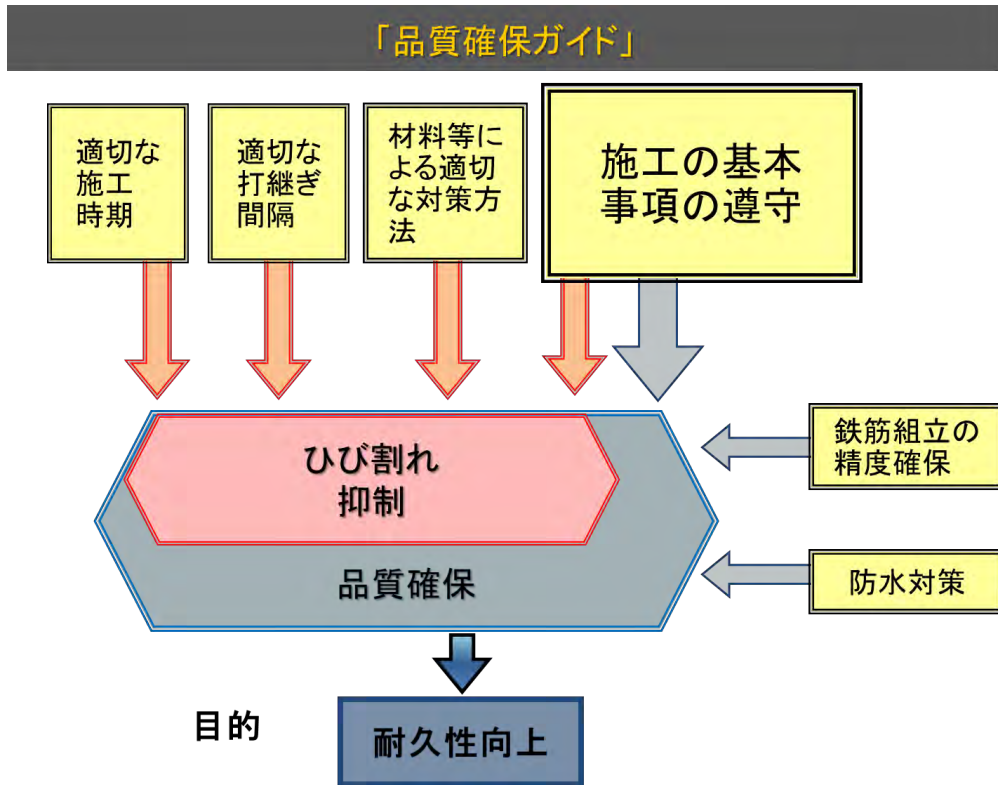 「品質確保ガイド」
適切な
施工
時期
適切な
打継ぎ
間隔
材料等に
よる適切
な対策方
法
施工の基本
事項の遵守
ひび割れ
抑制
品質確保
鉄筋組立の
精度確保
防水対策
目的
耐久性向上